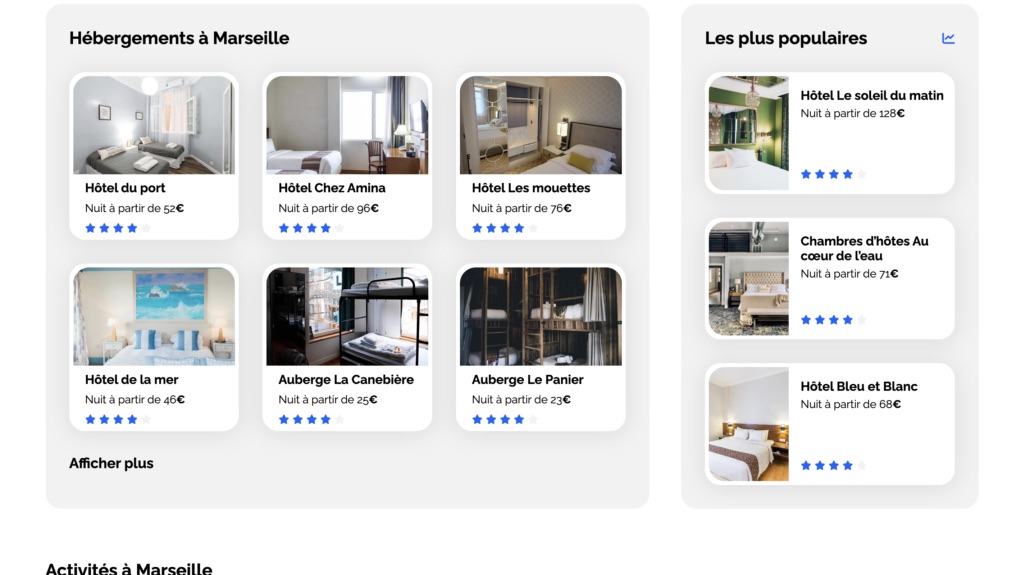 Hébergements à Marseille
Hôtel du port
Nuit à partir de 52€
Hôtel Chez Amina
Nuit à partir de 96€
Hôtel Les mouettes
Nuit à partir de 76€
Hôtel de la mer
Nuit à partir de 46€
Auberge La Canebière
Nuit à partir de 25€
Auberge Le Panier
Nuit à partir de 23€
Afficher plus
Les plus populaires
Hôtel Le soleil du matin
Nuit à partir de 128€
Chambres d'hôtes Au
cœur de l'eau
Nuit à partir de 71€
Hôtel Bleu et Blanc
Nuit à partir de 68€
Activités à Marseille